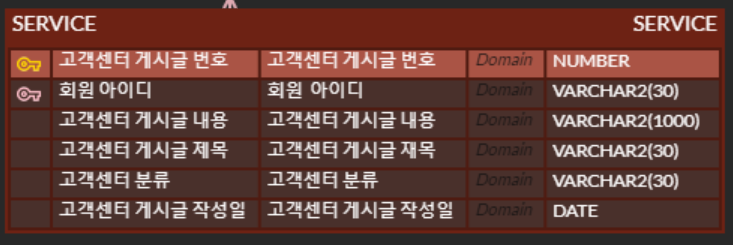 SERVICE SERVICE
고객센터 게시글 번호 고객센터 게시글 번호 Domain NUMBER
회원 아이디 회원 아이디 Domain VARCHAR2(30)
고객센터 게시글 내용 고객센터 게시글 내용 Domain VARCHAR2(1000)
고객센터 게시글 제목 고객센터 게시글 재목 Domain VARCHAR2(30)
고객센터 분류 고객센터 분류 Domain VARCHAR2(30)
고객센터 게시글 작성일 고객센터 게시글 작성일 Domain DATE